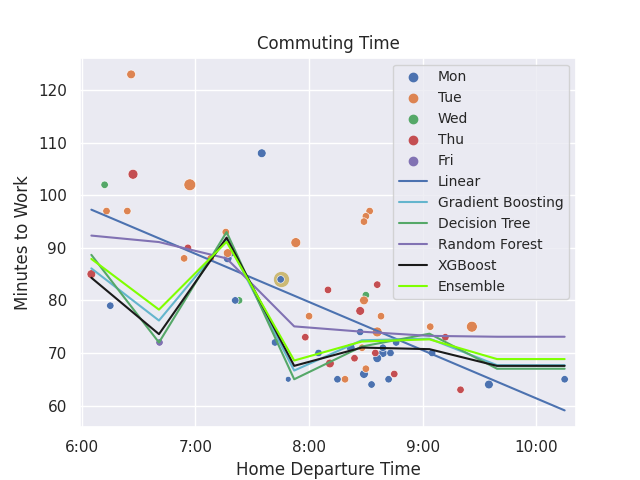 Commuting Time
Minutes to Work
120
110
100
90
80
70
60
Mon
Tue
Wed
Thu
Fri
Linear
Gradient Boosting
Decision Tree
Random Forest
XGBoost
Ensemble
6:00 7:00 8:00 9:00 10:00
Home Departure Time